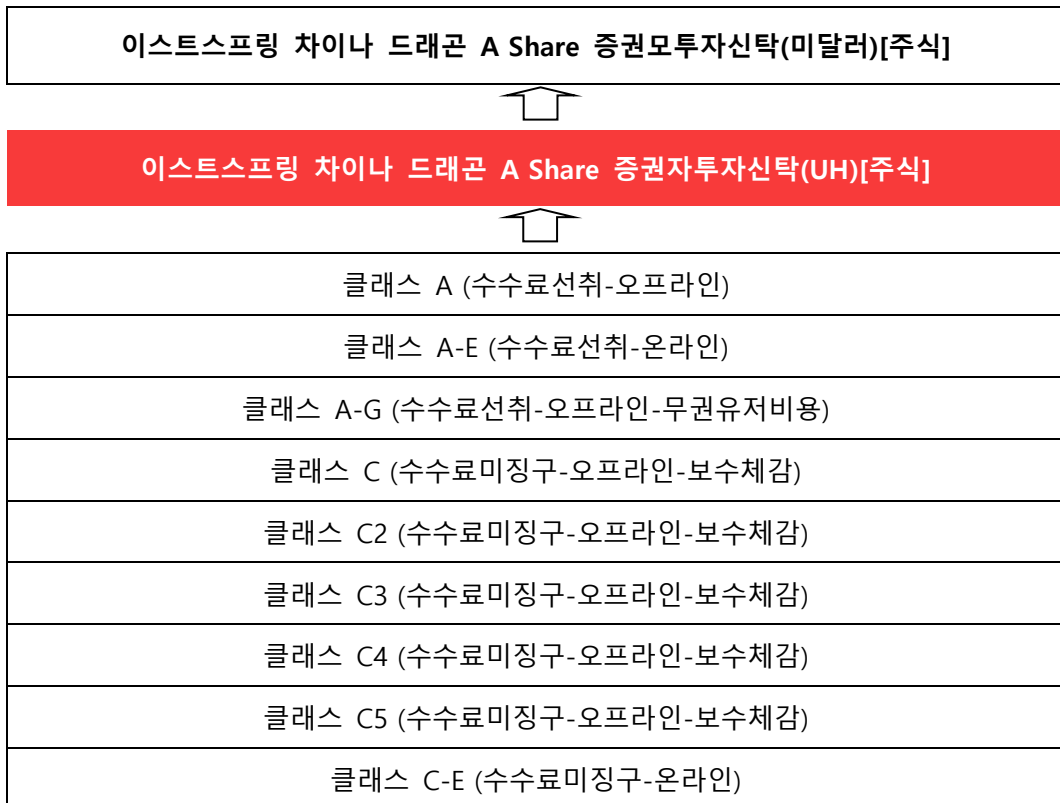 이스트스프링 차이나 드래곤 A Share 증권모투자신탁(미달러)[주식]
이스트스프링 차이나 드래곤 A Share 증권자투자신탁(UH)[주식]
클래스 A (수수료선취-오프라인)
클래스 A-E (수수료선취-온라인)
클래스 A-G (수수료선취-오프라인-무권유저비용)
클래스 C (수수료미징구-오프라인-보수체감)
클래스 C2 (수수료미징구-오프라인-보수체감)
클래스 C3 (수수료미징구-오프라인-보수체감)
클래스 C4 (수수료미징구-오프라인-보수체감)
클래스 C5 (수수료미징구-오프라인-보수체감)
클래스 C-E (수수료미징구-온라인)